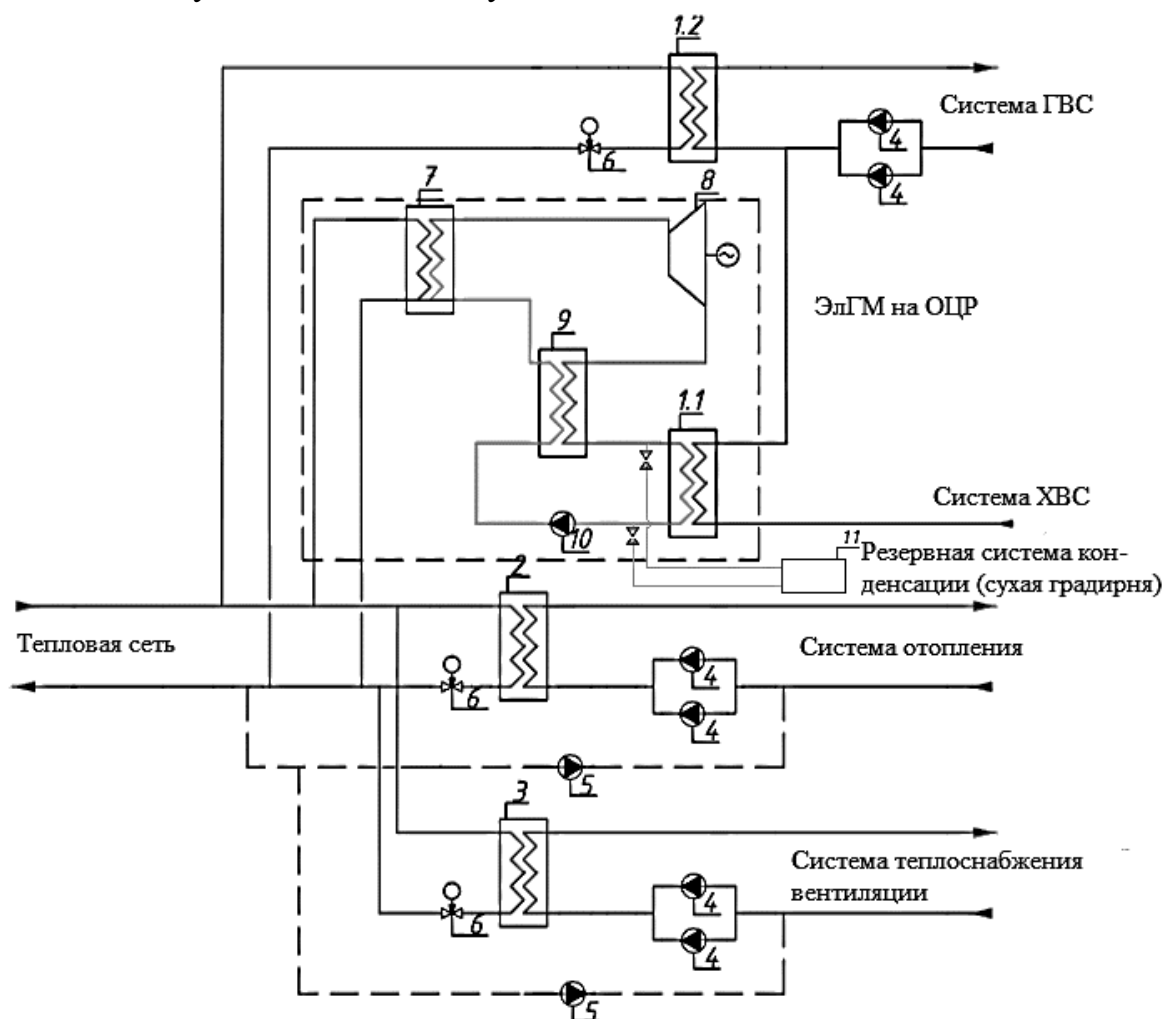 1.2
Система ГВС
4
6
4
7
8
ЭлГМ на ОЦР
9
1.1
Система ХВС
10
11
Резервная система кон-
денсации (сухая градирня)
2
Тепловая сеть
Система отопления
4
6
4
5
3
Система теплоснабжения
вентиляции
4
6
4
5